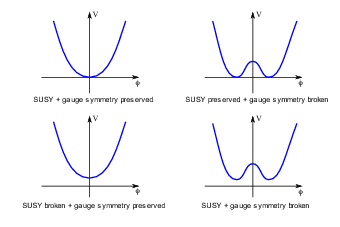 V
V
ϕ
ϕ
SUSY + gauge symmetry preserved
SUSY preserved + gauge symmetry broken
V
V
ϕ
ϕ
SUSY broken + gauge symmetry preserved
SUSY + gauge symmetry broken